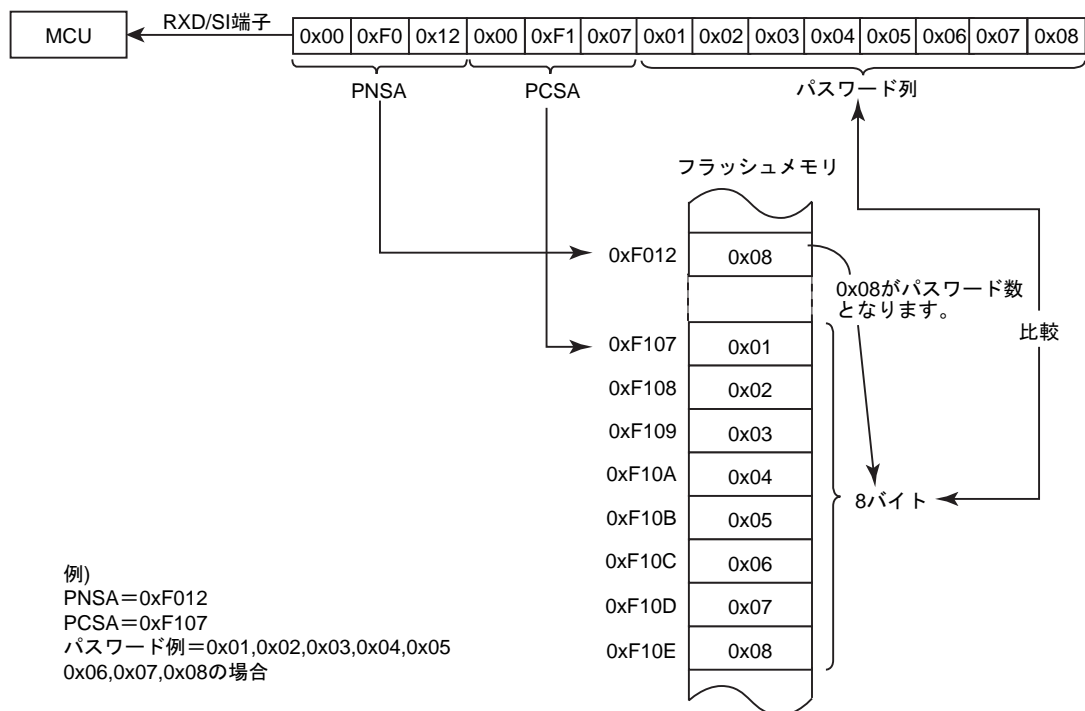 MCU
RXD/SI端子
0x00 0xF0 0x12 0x00 0xF1 0x07 0x01 0x02 0x03 0x04 0x05 0x06 0x07 0x08
PNSA
PCSA
パスワード列
フラッシュメモリ
0xF012 0x08
0x08がパスワード数
となります。
比較
0xF107 0x01
0xF108 0x02
0xF109 0x03
0xF10A 0x04
8バイト
0xF10B 0x05
0xF10C 0x06
0xF10D 0x07
0xF10E 0x08
例)
PNSA＝0xF012
PCSA＝0xF107
パスワード例＝0x01,0x02,0x03,0x04,0x05
0x06,0x07,0x08の場合